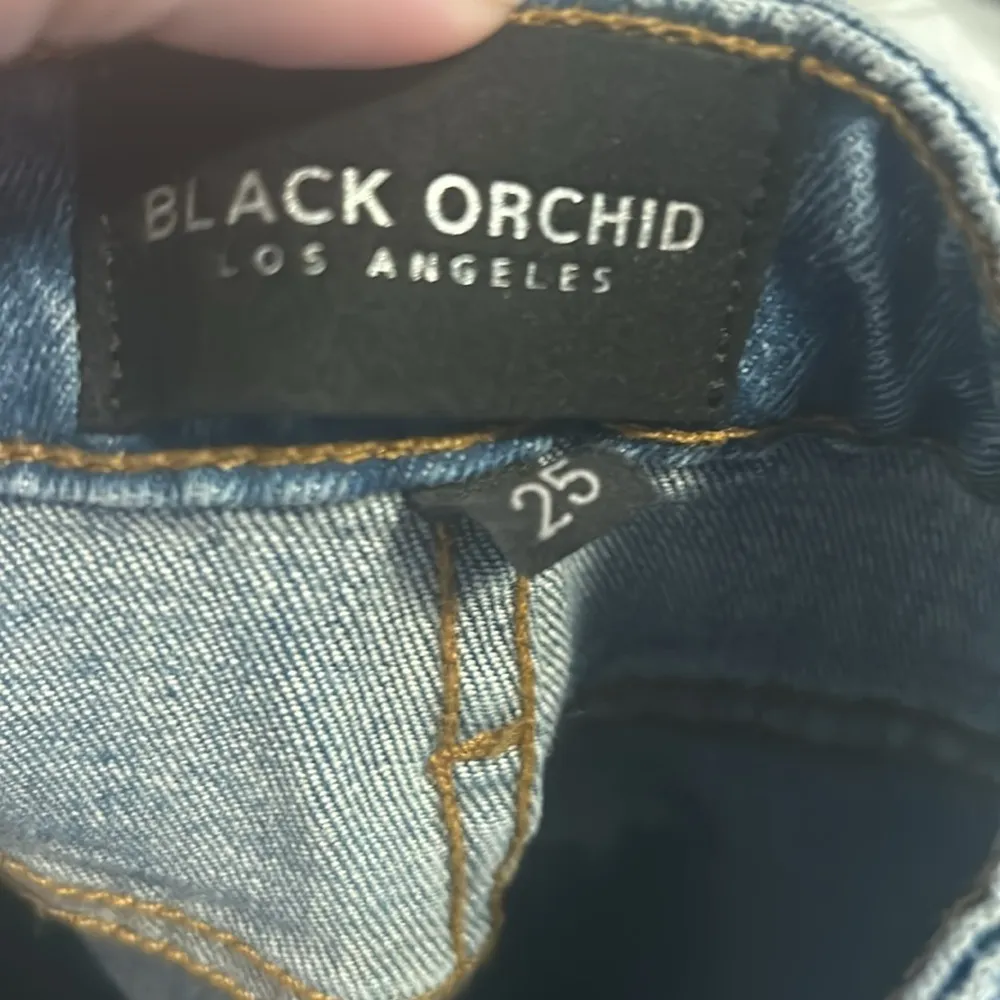 BLACK ORCHID
LOS ANGELES
25